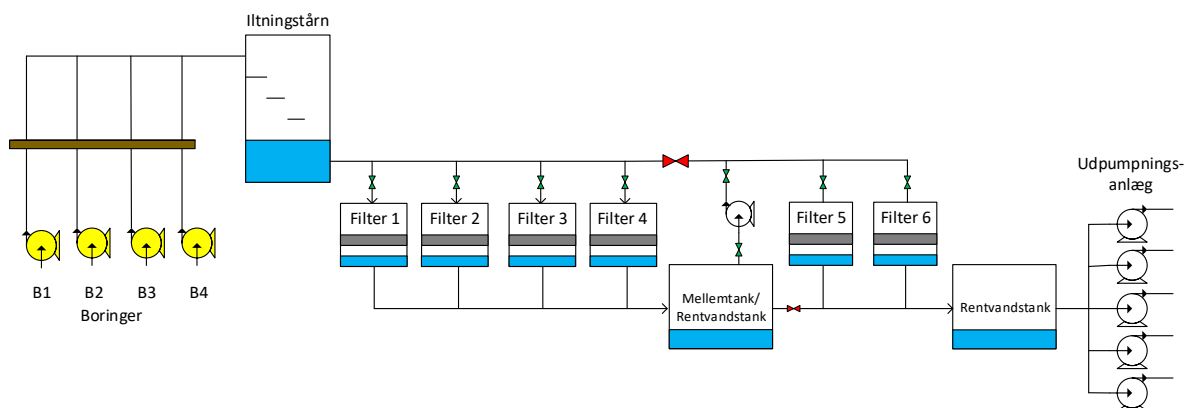 Iltningstårn
Udpumpnings-
anlæg
Filter 1
Filter 2
Filter 3
Filter 4
Filter 5
Filter 6
B1
B2
B3
B4
Boringer
Mellemtank/
Rentvandstank
Rentvandstank